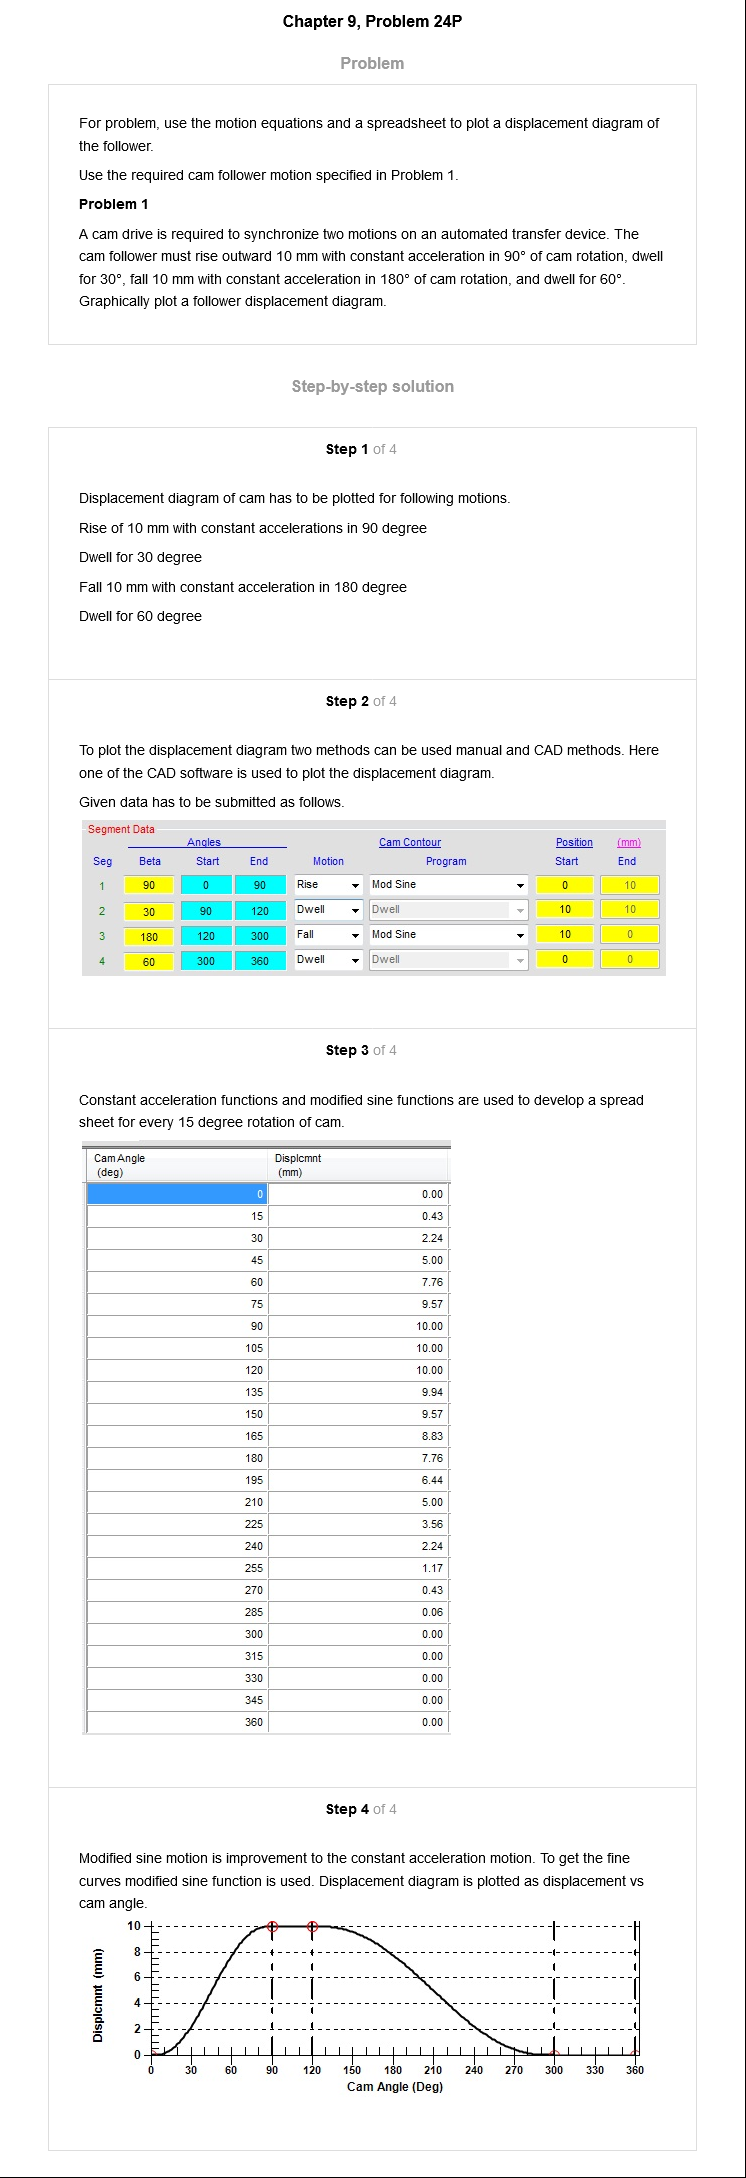 Chapter 9, Problem 24P
Problem
For problem, use the motion equations and a spreadsheet to plot a displacement diagram of
the follower.
Use the required cam follower motion specified in Problem 1.
Problem 1
A cam drive is required to synchronize two motions on an automated transfer device. The
cam follower must rise outward 10 mm with constant acceleration in 90° of cam rotation, dwell
for 30°, fall 10 mm with constant acceleration in 180° of cam rotation, and dwell for 60°.
Graphically plot a follower displacement diagram.
Step-by-step solution
Step 1 of 4
Displacement diagram of cam has to be plotted for following motions.
Rise of 10 mm with constant accelerations in 90 degree
Dwell for 30 degree
Fall 10 mm with constant acceleration in 180 degree
Dwell for 60 degree
Step 2 of 4
To plot the displacement diagram two methods can be used manual and CAD methods. Here
one of the CAD software is used to plot the displacement diagram.
Given data has to be submitted as follows.
Segment Data
Angles Cam Contour Position (mm)
Seg Beta Start End Motion Program Start End
1 90 0 90 Rise Mod Sine 0 10
2 30 90 120 Dwell Dwell 10 10
3 180 120 300 Fall Mod Sine 10 0
4 60 300 360 Dwell Dwell 0 0
Step 3 of 4
Constant acceleration functions and modified sine functions are used to develop a spread
sheet for every 15 degree rotation of cam.
Cam Angle Displcmnt
(deg) (mm)
0 0.00
15 0.43
30 2.24
45 5.00
60 7.76
75 9.57
90 10.00
105 10.00
120 10.00
135 9.94
150 9.57
165 8.83
180 7.76
195 6.44
210 5.00
225 3.56
240 2.24
255 1.17
270 0.43
285 0.06
300 0.00
315 0.00
330 0.00
345 0.00
360 0.00
Step 4 of 4
Modified sine motion is improvement to the constant acceleration motion. To get the fine
curves modified sine function is used. Displacement diagram is plotted as displacement vs
cam angle.
Displcmnt (mm)
10
8
6
4
2
0
0 30 60 90 120 150 180 210 240 270 300 330 360
Cam Angle (Deg)